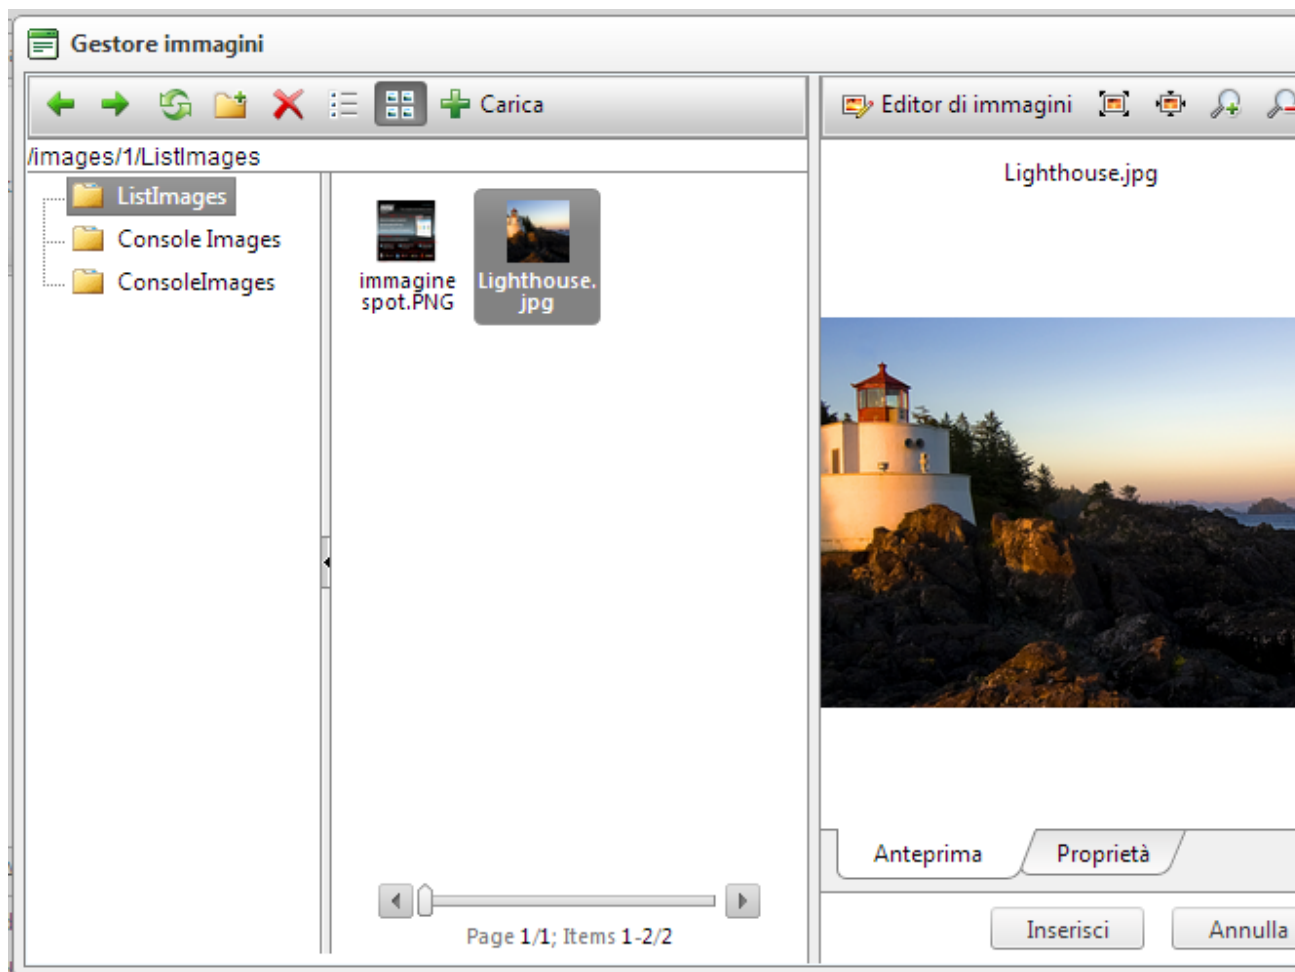 Gestore immagini
Carica
Editor di immagini
/images/1/ListImages
Lighthouse.jpg
ListImages
Console Images
ConsoleImages
immagine
spot.PNG
Lighthouse.
jpg
Anteprima
Proprietà
Page 1/1; Items 1-2/2
Inserisci
Annulla